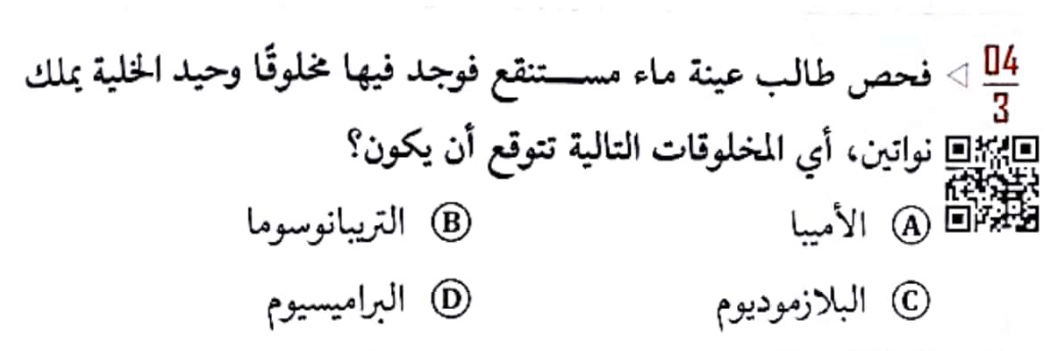 04
3
◁ فحص طالب عينة ماء مستنقع فوجد فيها مخلوقًا وحيد الخلية يملك
نواتين، أي المخلوقات التالية تتوقع أن يكون؟
A الأميبا
B التريبانوسوما
C البلازموديوم
D البراميسيوم